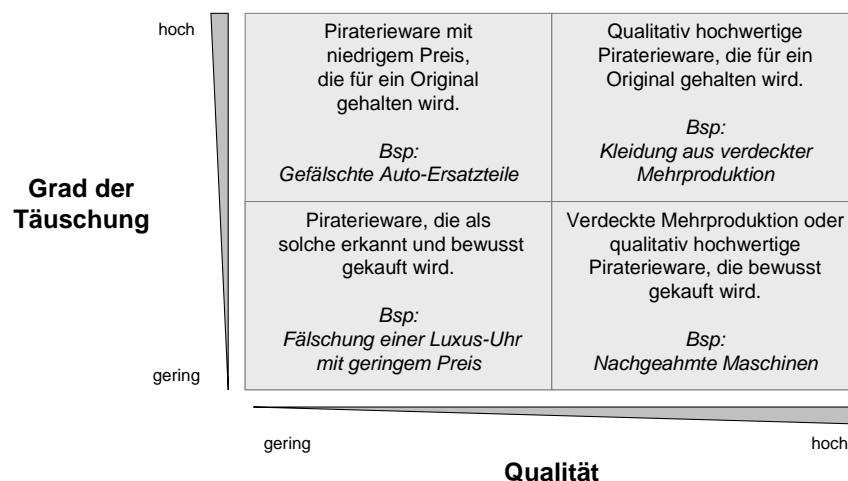 hoch
Piraterieware mit
niedrigem Preis,
die für ein Original
gehalten wird.
Bsp:
Gefälschte Auto-Ersatzteile
Qualitativ hochwertige
Piraterieware, die für ein
Original gehalten wird.
Bsp:
Kleidung aus verdeckter
Mehrproduktion
Grad der
Täuschung
Piraterieware, die als
solche erkannt und bewusst
gekauft wird.
Bsp:
Fälschung einer Luxus-Uhr
mit geringem Preis
Verdeckte Mehrproduktion oder
qualitativ hochwertige
Piraterieware, die bewusst
gekauft wird.
Bsp:
Nachgeahmte Maschinen
gering
gering
hoch
Qualität